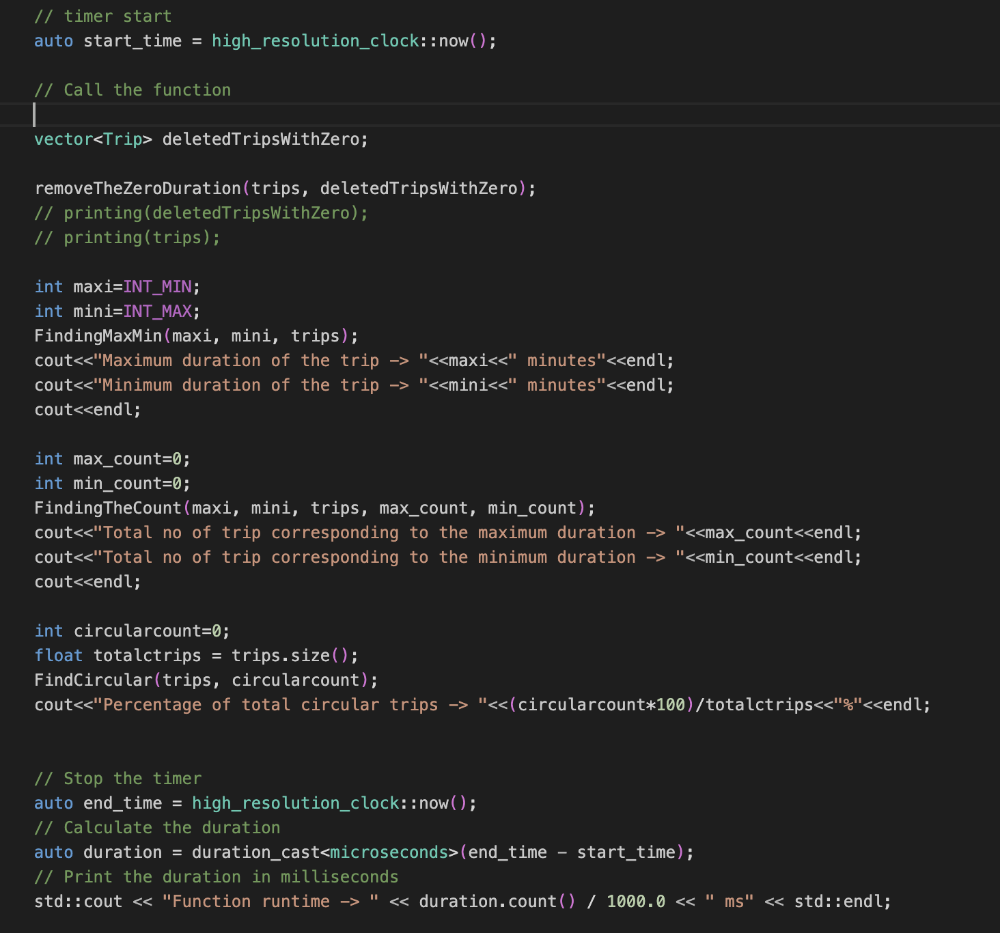 // timer start
auto start_time = high_resolution_clock::now();
// Call the function
vector<Trip> deletedTripsWithZero;
removeTheZeroDuration(trips, deletedTripsWithZero);
// printing(deletedTripsWithZero);
// printing(trips);
int maxi=INT_MIN;
int mini=INT_MAX;
FindingMaxMin(maxi, mini, trips);
cout<<"Maximum duration of the trip -> "<<maxi<<" minutes"<<endl;
cout<<"Minimum duration of the trip -> "<<mini<<" minutes"<<endl;
cout<<endl;
int max_count=0;
int min_count=0;
FindingTheCount(maxi, mini, trips, max_count, min_count);
cout<<"Total no of trip corresponding to the maximum duration -> "<<max_count<<endl;
cout<<"Total no of trip corresponding to the minimum duration -> "<<min_count<<endl;
cout<<endl;
int circularcount=0;
float totalctrips = trips.size();
FindCircular(trips, circularcount);
cout<<"Percentage of total circular trips -> "<<(circularcount*100)/totalctrips<<"%"<<endl;
// Stop the timer
auto end_time = high_resolution_clock::now();
// Calculate the duration
auto duration = duration_cast<microseconds>(end_time - start_time);
// Print the duration in milliseconds
std::cout << "Function runtime -> " << duration.count() / 1000.0 << " ms" << std::endl;